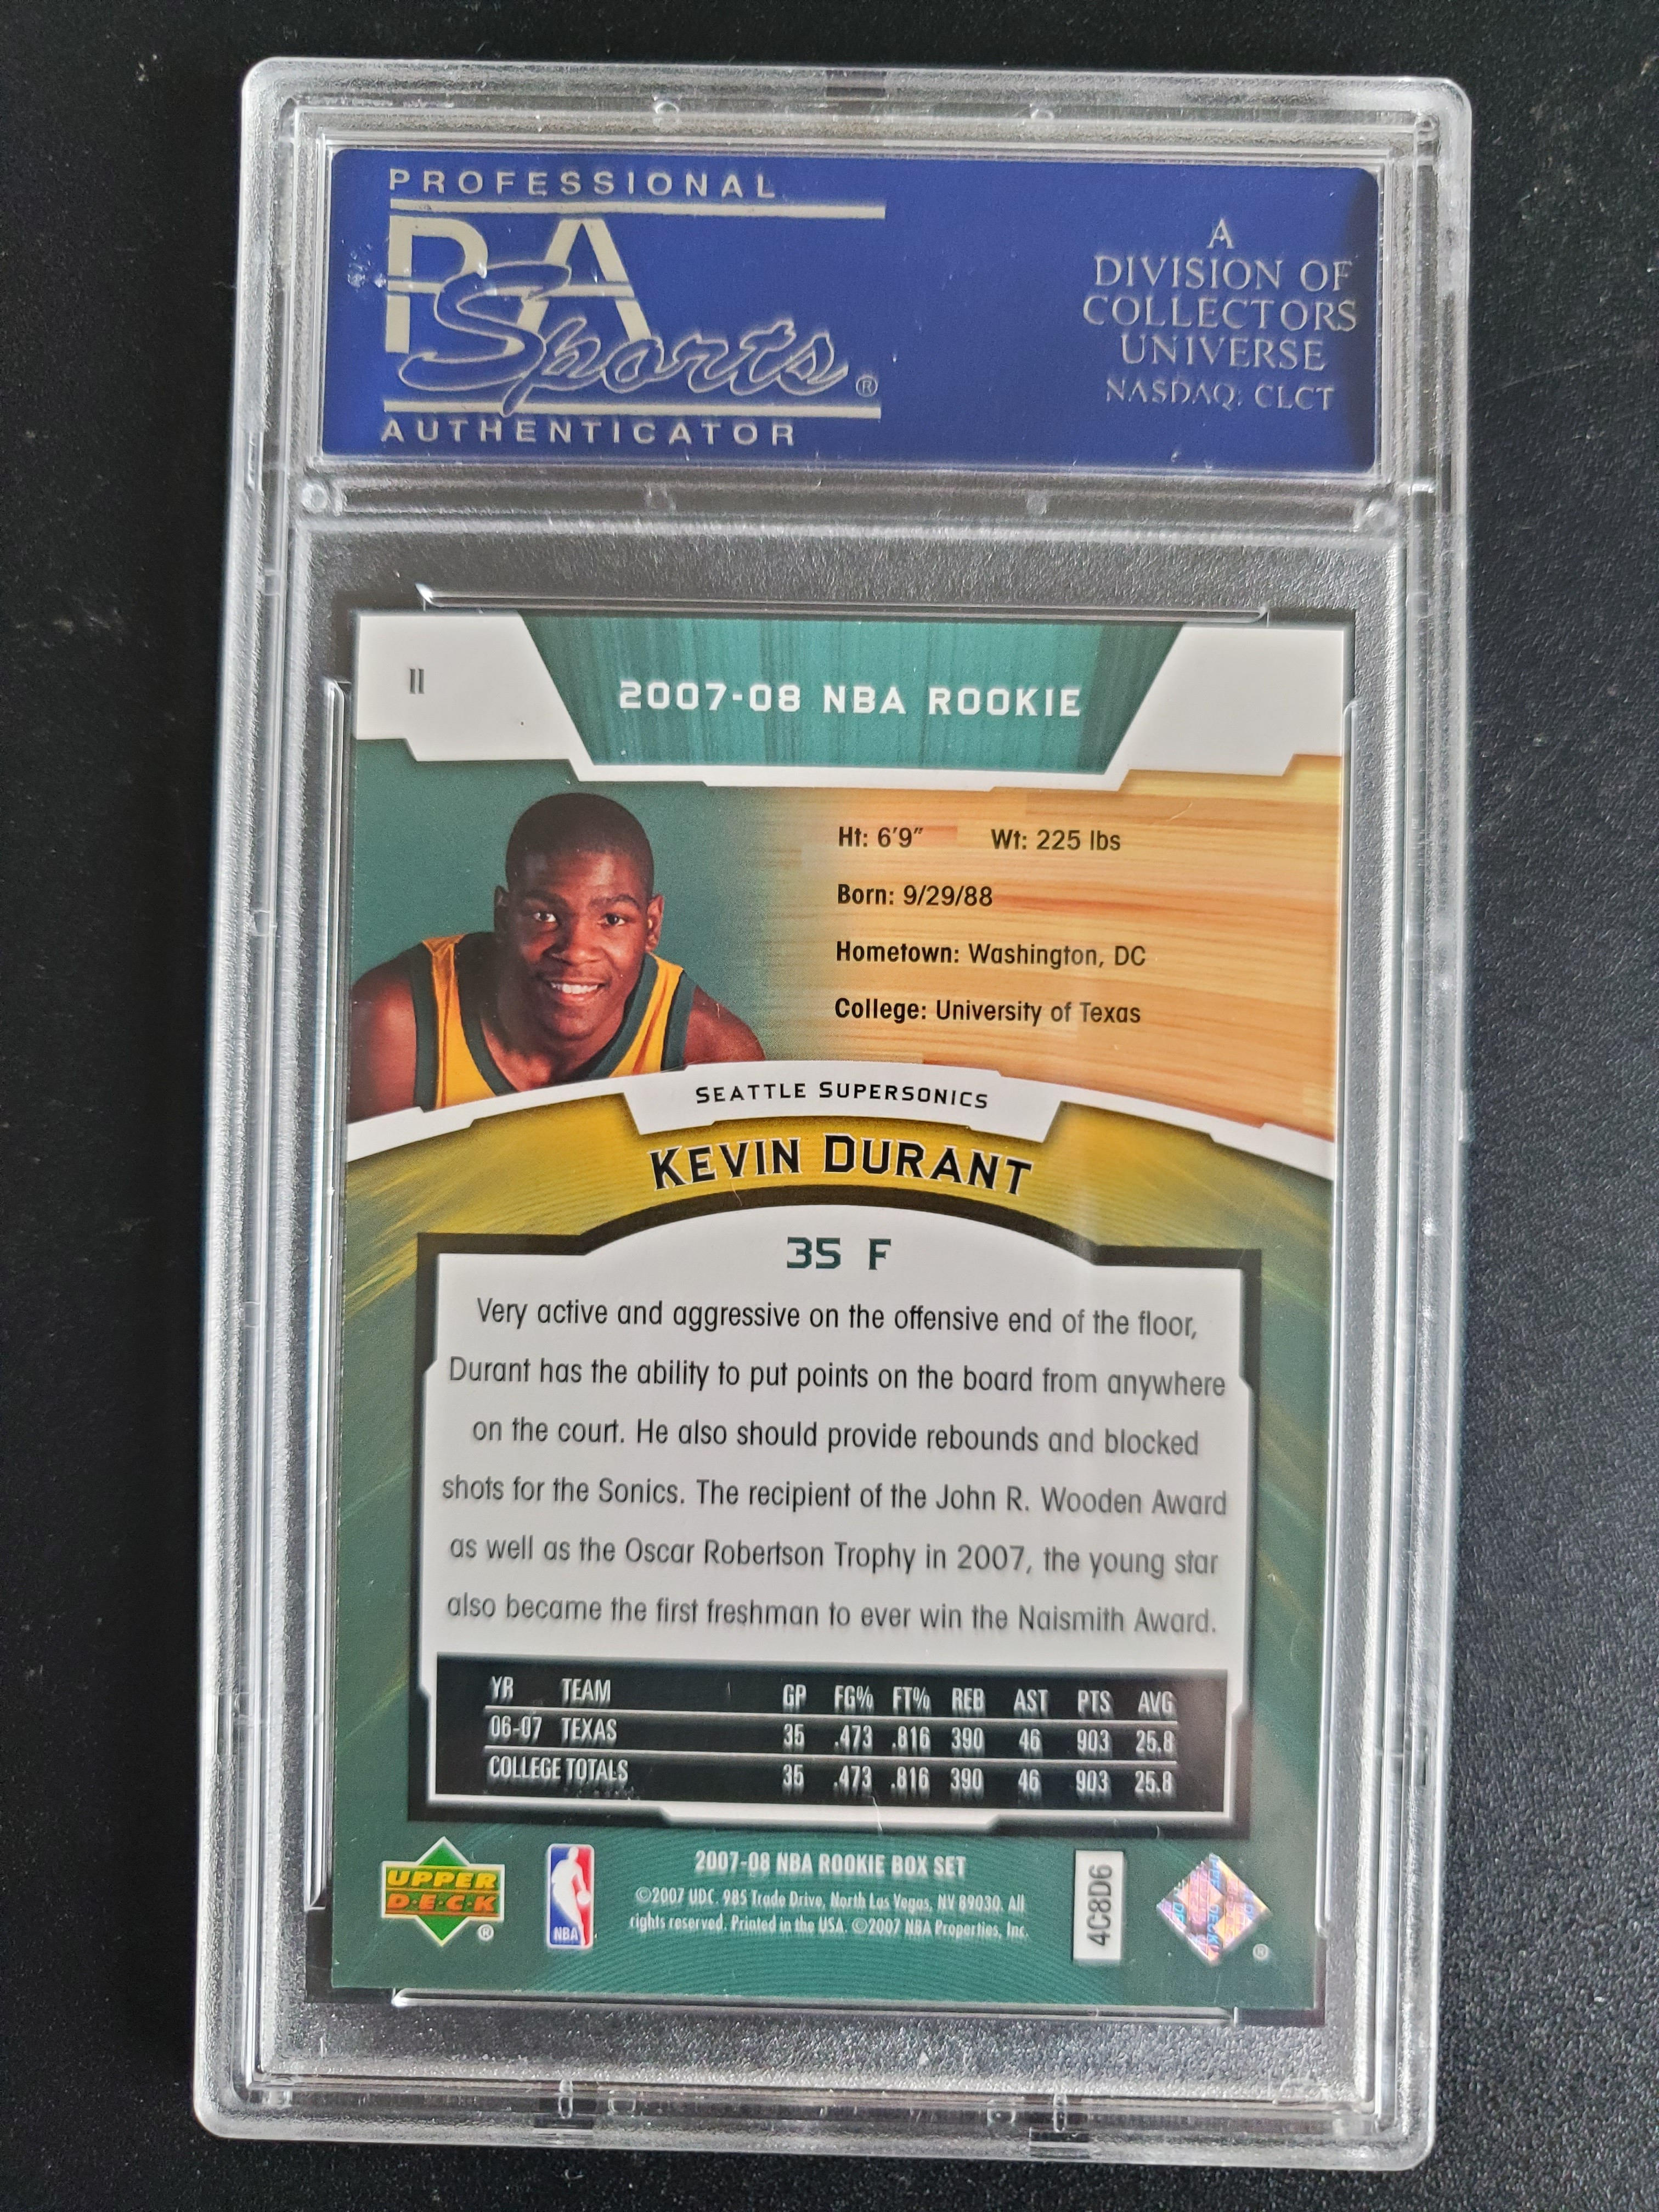 PROFESSIONAL
PSA
Sports®
AUTHENTICATOR
A
DIVISION OF
COLLECTORS
UNIVERSE
NASDAQ: CLCT
11
2007-08 NBA ROOKIE
Ht: 6'9" Wt: 225 lbs
Born: 9/29/88
Hometown: Washington, DC
College: University of Texas
SEATTLE SUPERSONICS
KEVIN DURANT
35 F
Very active and aggressive on the offensive end of the floor,
Durant has the ability to put points on the board from anywhere
on the court. He also should provide rebounds and blocked
shots for the Sonics. The recipient of the John R. Wooden Award
as well as the Oscar Robertson Trophy in 2007, the young star
also became the first freshman to ever win the Naismith Award.
YR TEAM GP FG% FT% REB AST PTS AVG
06-07 TEXAS 35 .473 .816 390 46 903 25.8
COLLEGE TOTALS 35 .473 .816 390 46 903 25.8
UPPER
DECK®
NBA
2007-08 NBA ROOKIE BOX SET
©2007 UDC. 985 Trade Drive, North Las Vegas, NV 89030. All
rights reserved. Printed in the USA. ©2007 NBA Properties, Inc.
4C8D6
®